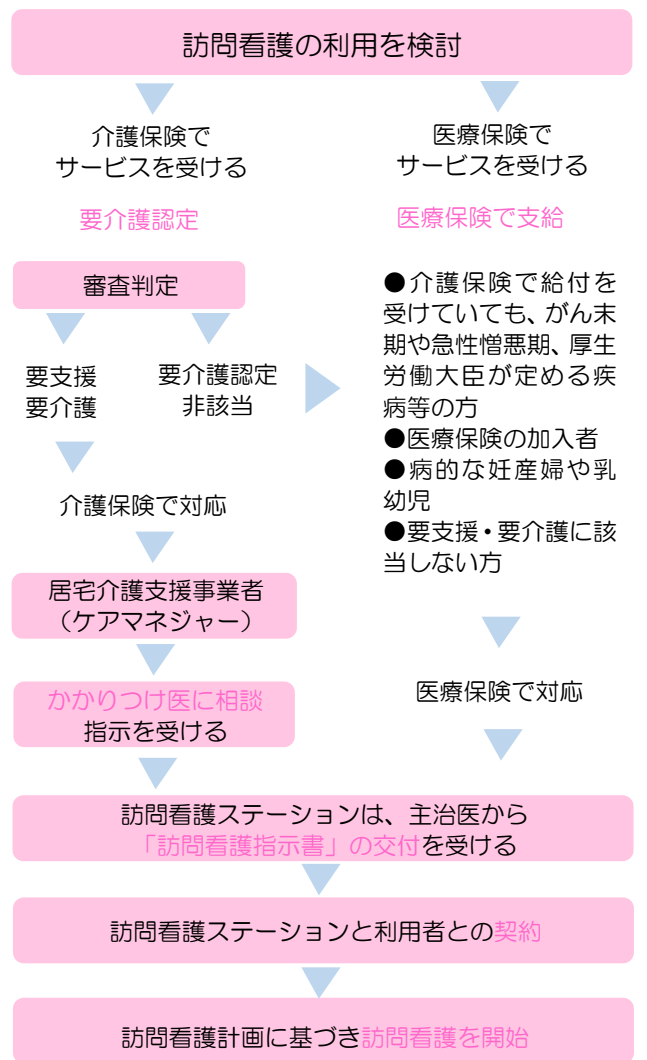 訪問看護の利用を検討
介護保険で
サービスを受ける
要介護認定
審査判定
要支援
要介護
要介護認定
非該当
介護保険で対応
居宅介護支援事業者
（ケアマネジャー）
かかりつけ医に相談
指示を受ける
医療保険で
サービスを受ける
医療保険で支給
●介護保険で給付を
受けていても、がん末
期や急性憎悪期、厚生
労働大臣が定める疾
病等の方
●医療保険の加入者
●病的な妊産婦や乳
幼児
●要支援・要介護に該
当しない方
医療保険で対応
訪問看護ステーションは、主治医から
「訪問看護指示書」の交付を受ける
訪問看護ステーションと利用者との契約
訪問看護計画に基づき訪問看護を開始